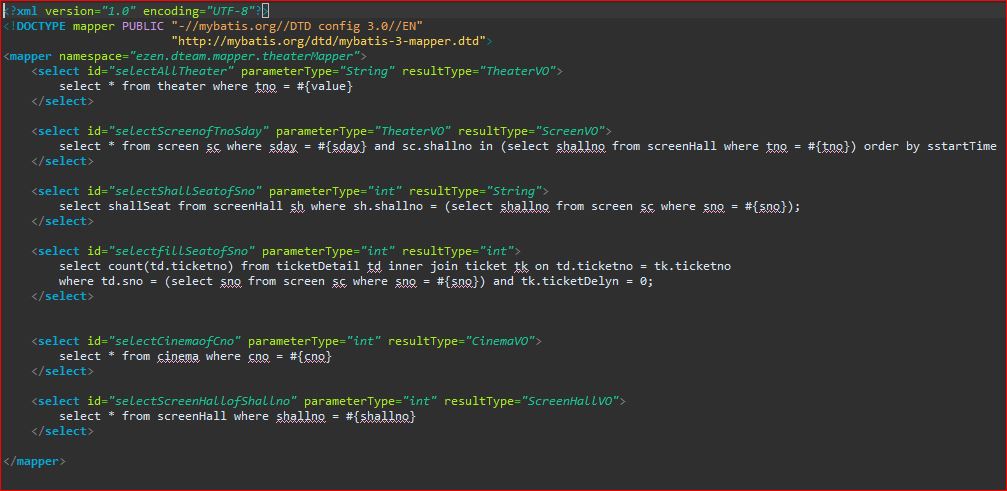 <?xml version="1.0" encoding="UTF-8"?>
<!DOCTYPE mapper PUBLIC "-//mybatis.org//DTD config 3.0//EN"
"http://mybatis.org/dtd/mybatis-3-mapper.dtd">
<mapper namespace="ezen.dteam.mapper.theaterMapper">
<select id="selectAllTheater" parameterType="String" resultType="TheaterVO">
select * from theater where tno = #{value}
</select>
<select id="selectScreenofTnoSday" parameterType="TheaterVO" resultType="ScreenVO">
select * from screen sc where sday = #{sday} and sc.shallno in (select shallno from screenHall where tno = #{tno}) order by sstartTime
</select>
<select id="selectShallSeatofSno" parameterType="int" resultType="String">
select shallSeat from screenHall sh where sh.shallno = (select shallno from screen sc where sno = #{sno});
</select>
<select id="selectfillSeatofSno" parameterType="int" resultType="int">
select count(td.ticketno) from ticketDetail td inner join ticket tk on td.ticketno = tk.ticketno
where td.sno = (select sno from screen sc where sno = #{sno}) and tk.ticketDelyn = 0;
</select>
<select id="selectCinemaofCno" parameterType="int" resultType="CinemaVO">
select * from cinema where cno = #{cno}
</select>
<select id="selectScreenHallofShallno" parameterType="int" resultType="ScreenHallVO">
select * from screenHall where shallno = #{shallno}
</select>
</mapper>